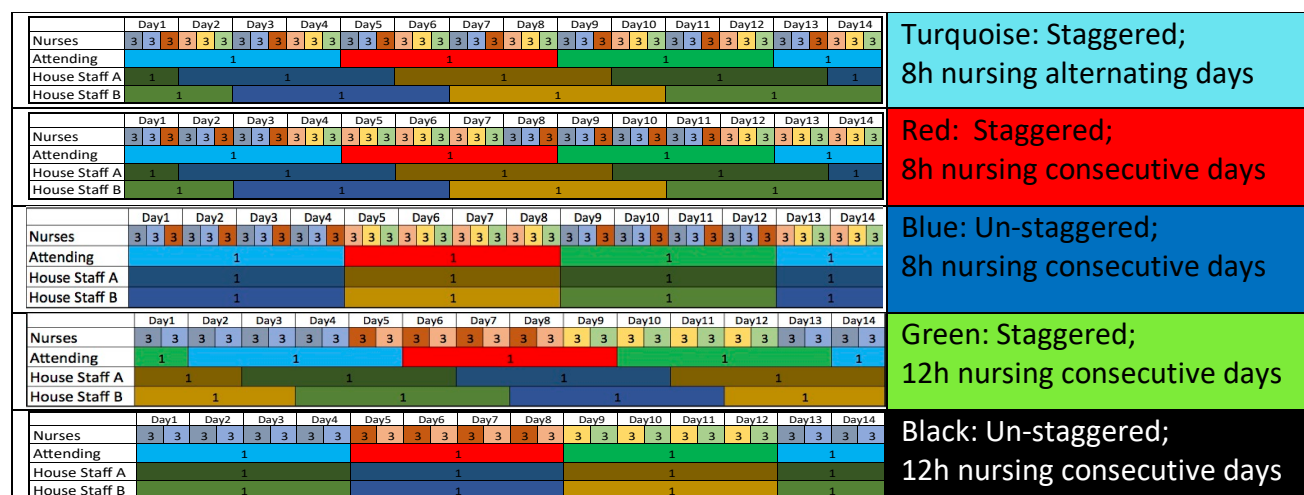 Day1 Day2 Day3 Day4 Day5 Day6 Day7 Day8 Day9 Day10 Day11 Day12 Day13 Day14
Nurses 3 3 3 3 3 3 3 3 3 3 3 3 3 3 3 3 3 3 3 3 3 3 3 3 3 3 3 3 3 3 3 3 3 3 3 3 3 3 3 3 3 3
Attending 1 1 1 1
House Staff A 1 1 1 1 1
House Staff B 1 1 1 1
Turquoise: Staggered;
8h nursing alternating days
Day1 Day2 Day3 Day4 Day5 Day6 Day7 Day8 Day9 Day10 Day11 Day12 Day13 Day14
Nurses 3 3 3 3 3 3 3 3 3 3 3 3 3 3 3 3 3 3 3 3 3 3 3 3 3 3 3 3 3 3 3 3 3 3 3 3 3 3 3 3 3 3
Attending 1 1 1 1
House Staff A 1 1 1 1 1
House Staff B 1 1 1 1
Red: Staggered;
8h nursing consecutive days
Day1 Day2 Day3 Day4 Day5 Day6 Day7 Day8 Day9 Day10 Day11 Day12 Day13 Day14
Nurses 3 3 3 3 3 3 3 3 3 3 3 3 3 3 3 3 3 3 3 3 3 3 3 3 3 3 3 3 3 3 3 3 3 3 3 3 3 3 3 3 3 3
Attending 1 1 1 1
House Staff A 1 1 1 1
House Staff B 1 1 1 1
Blue: Un-staggered;
8h nursing consecutive days
Day1 Day2 Day3 Day4 Day5 Day6 Day7 Day8 Day9 Day10 Day11 Day12 Day13 Day14
Nurses 3 3 3 3 3 3 3 3 3 3 3 3 3 3 3 3 3 3 3 3 3 3 3 3 3 3 3 3
Attending 1 1 1 1 1
House Staff A 1 1 1 1
House Staff B 1 1 1 1
Green: Staggered;
12h nursing consecutive days
Day1 Day2 Day3 Day4 Day5 Day6 Day7 Day8 Day9 Day10 Day11 Day12 Day13 Day14
Nurses 3 3 3 3 3 3 3 3 3 3 3 3 3 3 3 3 3 3 3 3 3 3 3 3 3 3 3 3
Attending 1 1 1 1
House Staff A 1 1 1 1
House Staff B 1 1 1 1
Black: Un-staggered;
12h nursing consecutive days